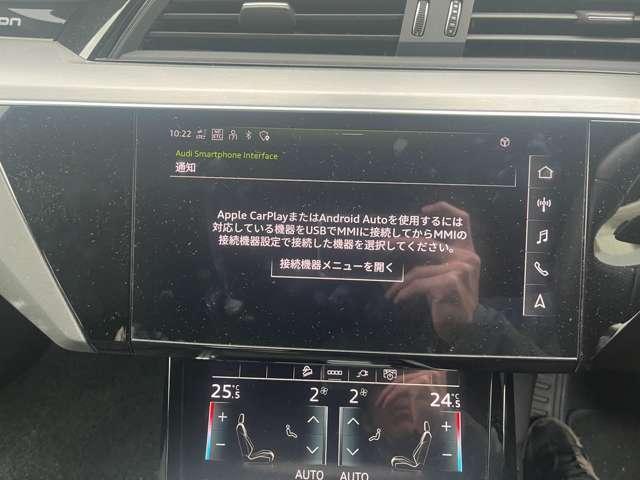 on
10:22
Audi Smartphone Interface
通知
Apple CarPlayまたはAndroid Autoを使用するには
対応している機器をUSBでMMIに接続してからMMIの
接続機器設定で接続した機器を選択してください。
接続機器メニューを開く
25.5°C 2 2 24.5°C
AUTO AUTO